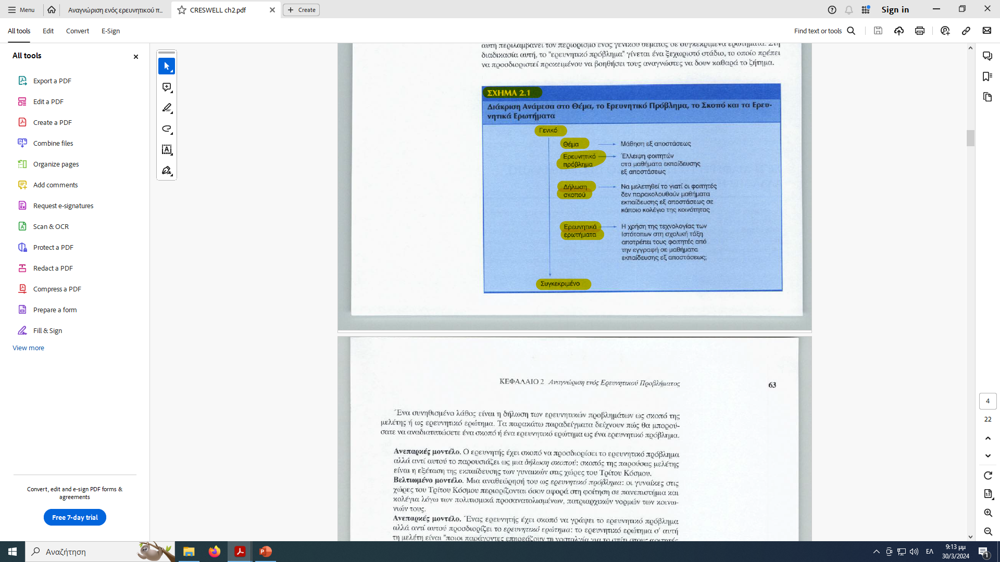 Menu
Αναγνώριση ενός ερευνητικού π...
CRESWELL ch2.pdf
Create
Sign in
All tools
Edit
Convert
E-Sign
Find text or tools
All tools
Export a PDF
Edit a PDF
Create a PDF
Combine files
Organize pages
Add comments
Request e-signatures
Scan & OCR
Protect a PDF
Redact a PDF
Compress a PDF
Prepare a form
Fill & Sign
View more
Convert, edit and e-sign PDF forms &
agreements
Free 7-day trial
αυτή περιλαμβάνει τον περιορισμό ενός γενικού θέματος σε συγκεκριμένα ερωτήματα. Στη
διαδικασία αυτή, το "ερευνητικό πρόβλημα" γίνεται ένα ξεχωριστό στάδιο, το οποίο πρέπει
να προσδιοριστεί προκειμένου να βοηθήσει τους αναγνώστες να δουν καθαρά το ζήτημα.
ΣΧΗΜΑ 2.1
Διάκριση Ανάμεσα στο Θέμα, το Ερευνητικό Πρόβλημα, το Σκοπό και τα Ερευ-
νητικά Ερωτήματα
Γενικό
Θέμα
Μάθηση εξ αποστάσεως
Ερευνητικό
πρόβλημα
Έλλειψη φοιτητών
στα μαθήματα εκπαίδευσης
εξ αποστάσεως
Δήλωση
σκοπού
Να μελετηθεί το γιατί οι φοιτητές
δεν παρακολουθούν μαθήματα
εκπαίδευσης εξ αποστάσεως σε
κάποιο κολέγιο της κοινότητας
Ερευνητικά
ερωτήματα
Η χρήση της τεχνολογίας των
Ιστότοπων στη σχολική τάξη
αποτρέπει τους φοιτητές από
την εγγραφή σε μαθήματα
εκπαίδευσης εξ αποστάσεως;
Συγκεκριμένο
ΚΕΦΑΛΑΙΟ 2 Αναγνώριση ενός Ερευνητικού Προβλήματος
63
Ένα συνηθισμένο λάθος είναι η δήλωση των ερευνητικών προβλημάτων ως σκοπό της
μελέτης ή ως ερευνητικό ερώτημα. Τα παρακάτω παραδείγματα δείχνουν πώς θα μπορού-
σατε να αναδιατυπώσετε ένα σκοπό ή ένα ερευνητικό ερώτημα ως ένα ερευνητικό πρόβλημα.
Ανεπαρκές μοντέλο. Ο ερευνητής έχει σκοπό να προσδιορίσει το ερευνητικό πρόβλημα
αλλά αντί αυτού το παρουσιάζει ως μια δήλωση σκοπού: σκοπός της παρούσας μελέτης
είναι η εξέταση της εκπαίδευσης των γυναικών στις χώρες του Τρίτου Κόσμου.
Βελτιωμένο μοντέλο. Μια αναθεώρησή του ως ερευνητικό πρόβλημα: οι γυναίκες στις
χώρες του Τρίτου Κόσμου περιορίζονται όσον αφορά στη φοίτηση σε πανεπιστήμια και
κολέγια λόγω των πολιτισμικά προσανατολισμένων, πατριαρχικών νορμών των κοινω-
νιών τους.
Ανεπαρκές μοντέλο. Ένας ερευνητής έχει σκοπό να γράψει το ερευνητικό πρόβλημα
αλλά αντί αυτού προσδιορίζει το ερευνητικό ερώτημα: το ερευνητικό ερώτημα σ' αυτή
τη μελέτη είναι "ποιοι παράγοντες επηρεάζουν τη νοσταλγία για το σπίτι στους φοιτητές
4
22
Αναζήτηση
ΕΛ
9:13 μμ
30/3/2024
1